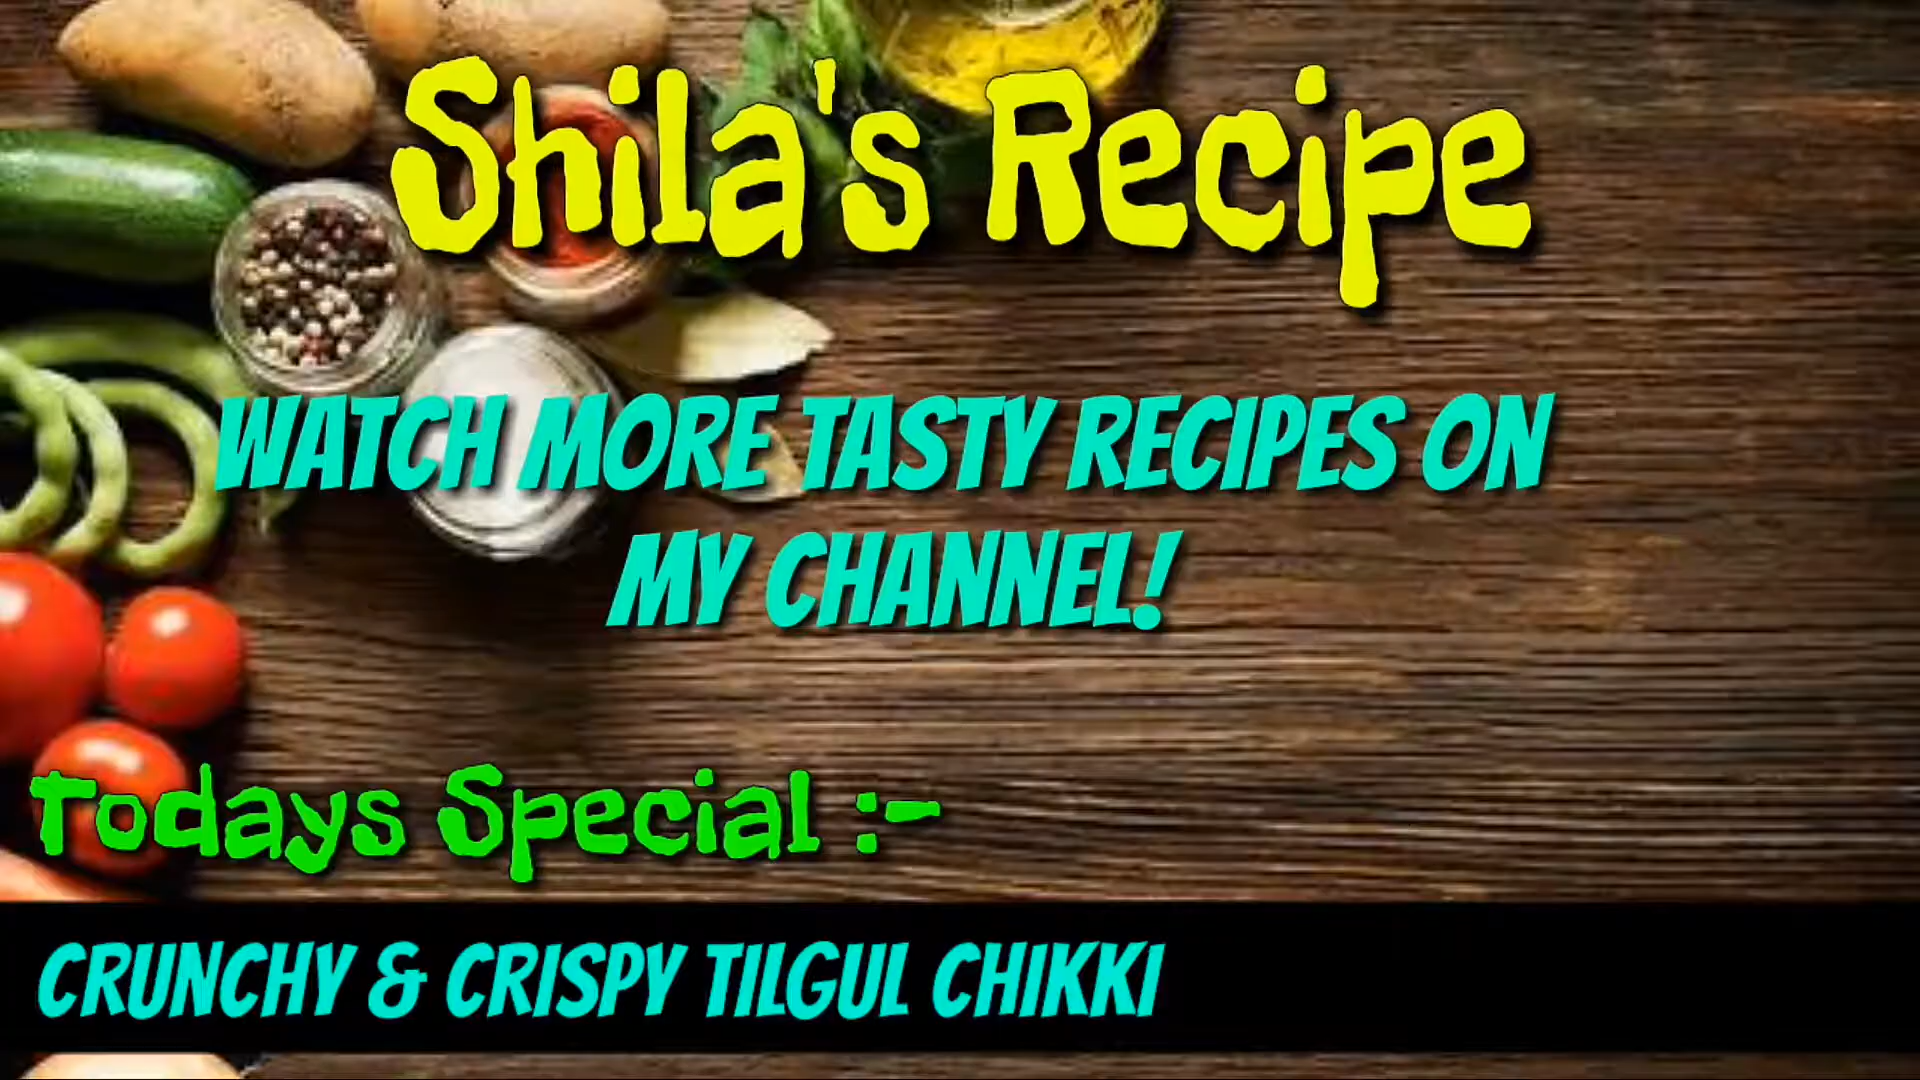 Shila's Recipe
WATCH MORE TASTY RECIPES ON
MY CHANNEL!
Todays Special :-
CRUNCHY & CRISPY TILGUL CHIKKI